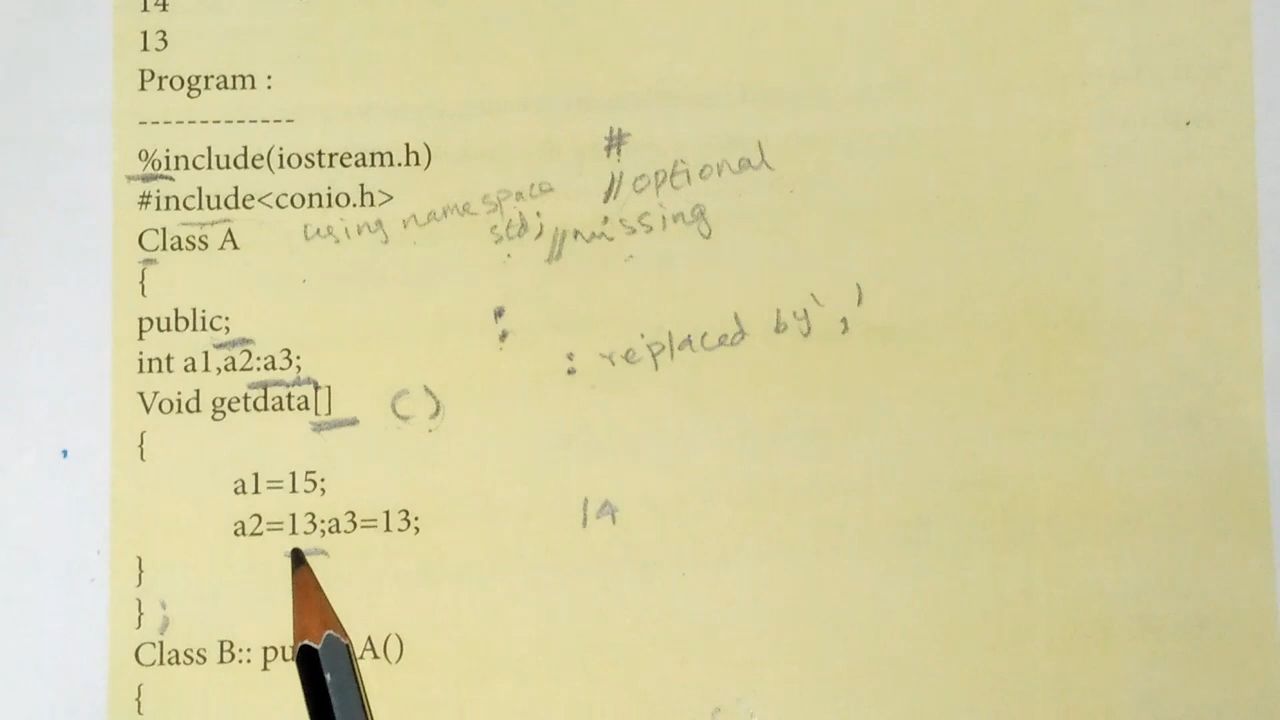 14
13
Program :
-------------
%include(iostream.h) #
#include<conio.h> //optional
Class A using namespace
std; //missing
{
public; :
int a1,a2:a3; : replaced by ','
Void getdata[] ()
{
a1=15;
a2=13;a3=13; 14
}
} ;
Class B:: A()
{